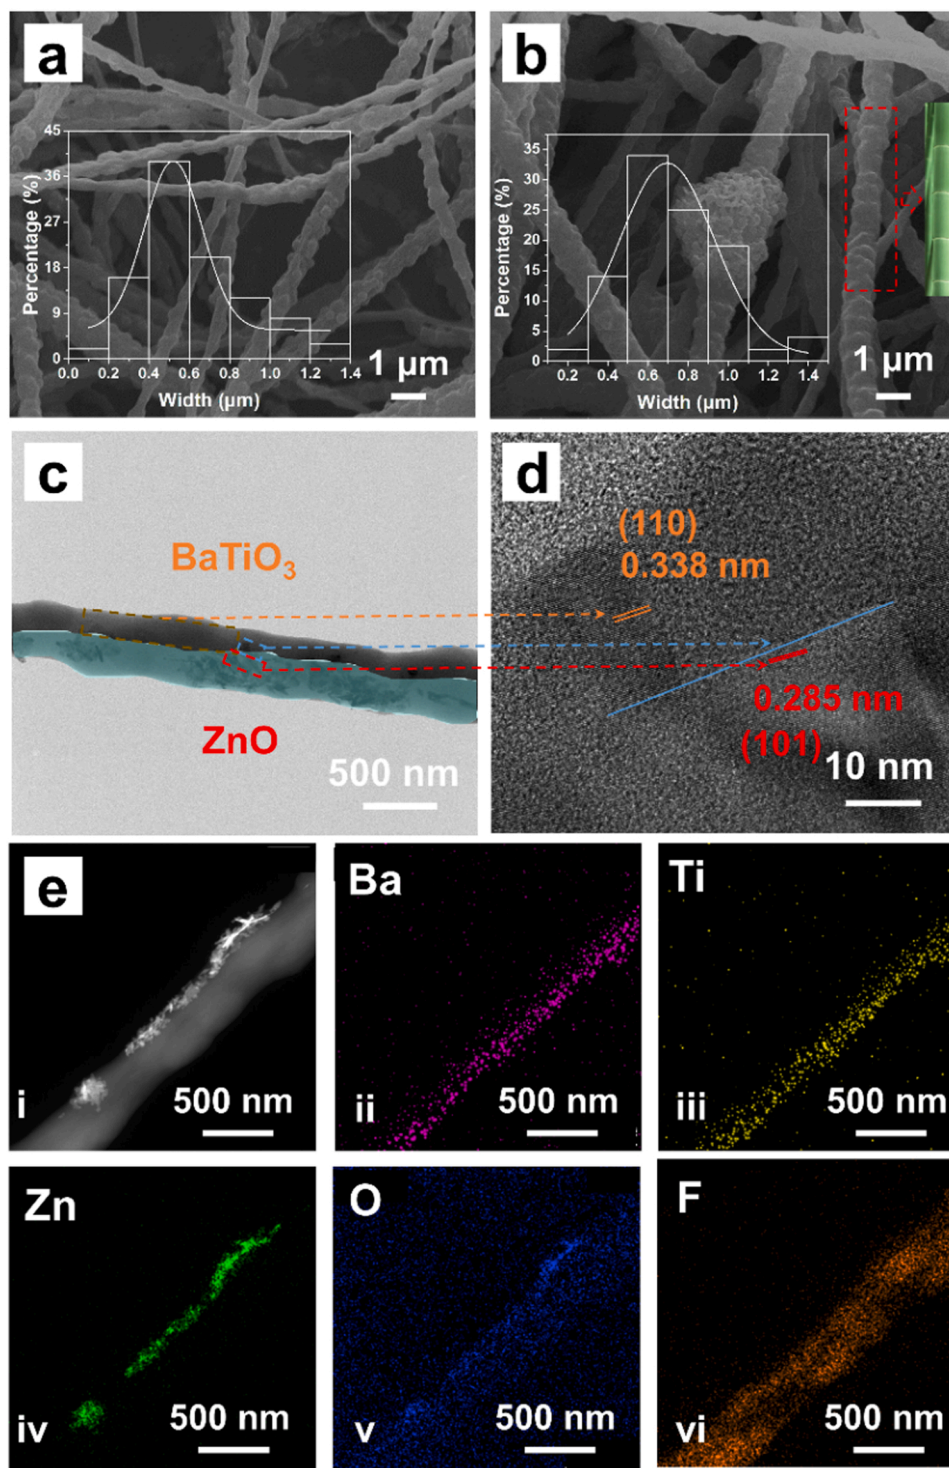 a
45
36
27
18
9
0
Percentage (%)
0.0 0.2 0.4 0.6 0.8 1.0 1.2 1.4
Width (μm)
1 μm
b
35
30
25
20
15
10
5
0
Percentage (%)
0.2 0.4 0.6 0.8 1.0 1.2 1.4
Width (μm)
1 μm
c
BaTiO3
ZnO
500 nm
d
(110)
0.338 nm
0.285 nm
(101)
10 nm
e
i
500 nm
Ba
ii
500 nm
Ti
iii
500 nm
Zn
iv
500 nm
O
v
500 nm
F
vi
500 nm